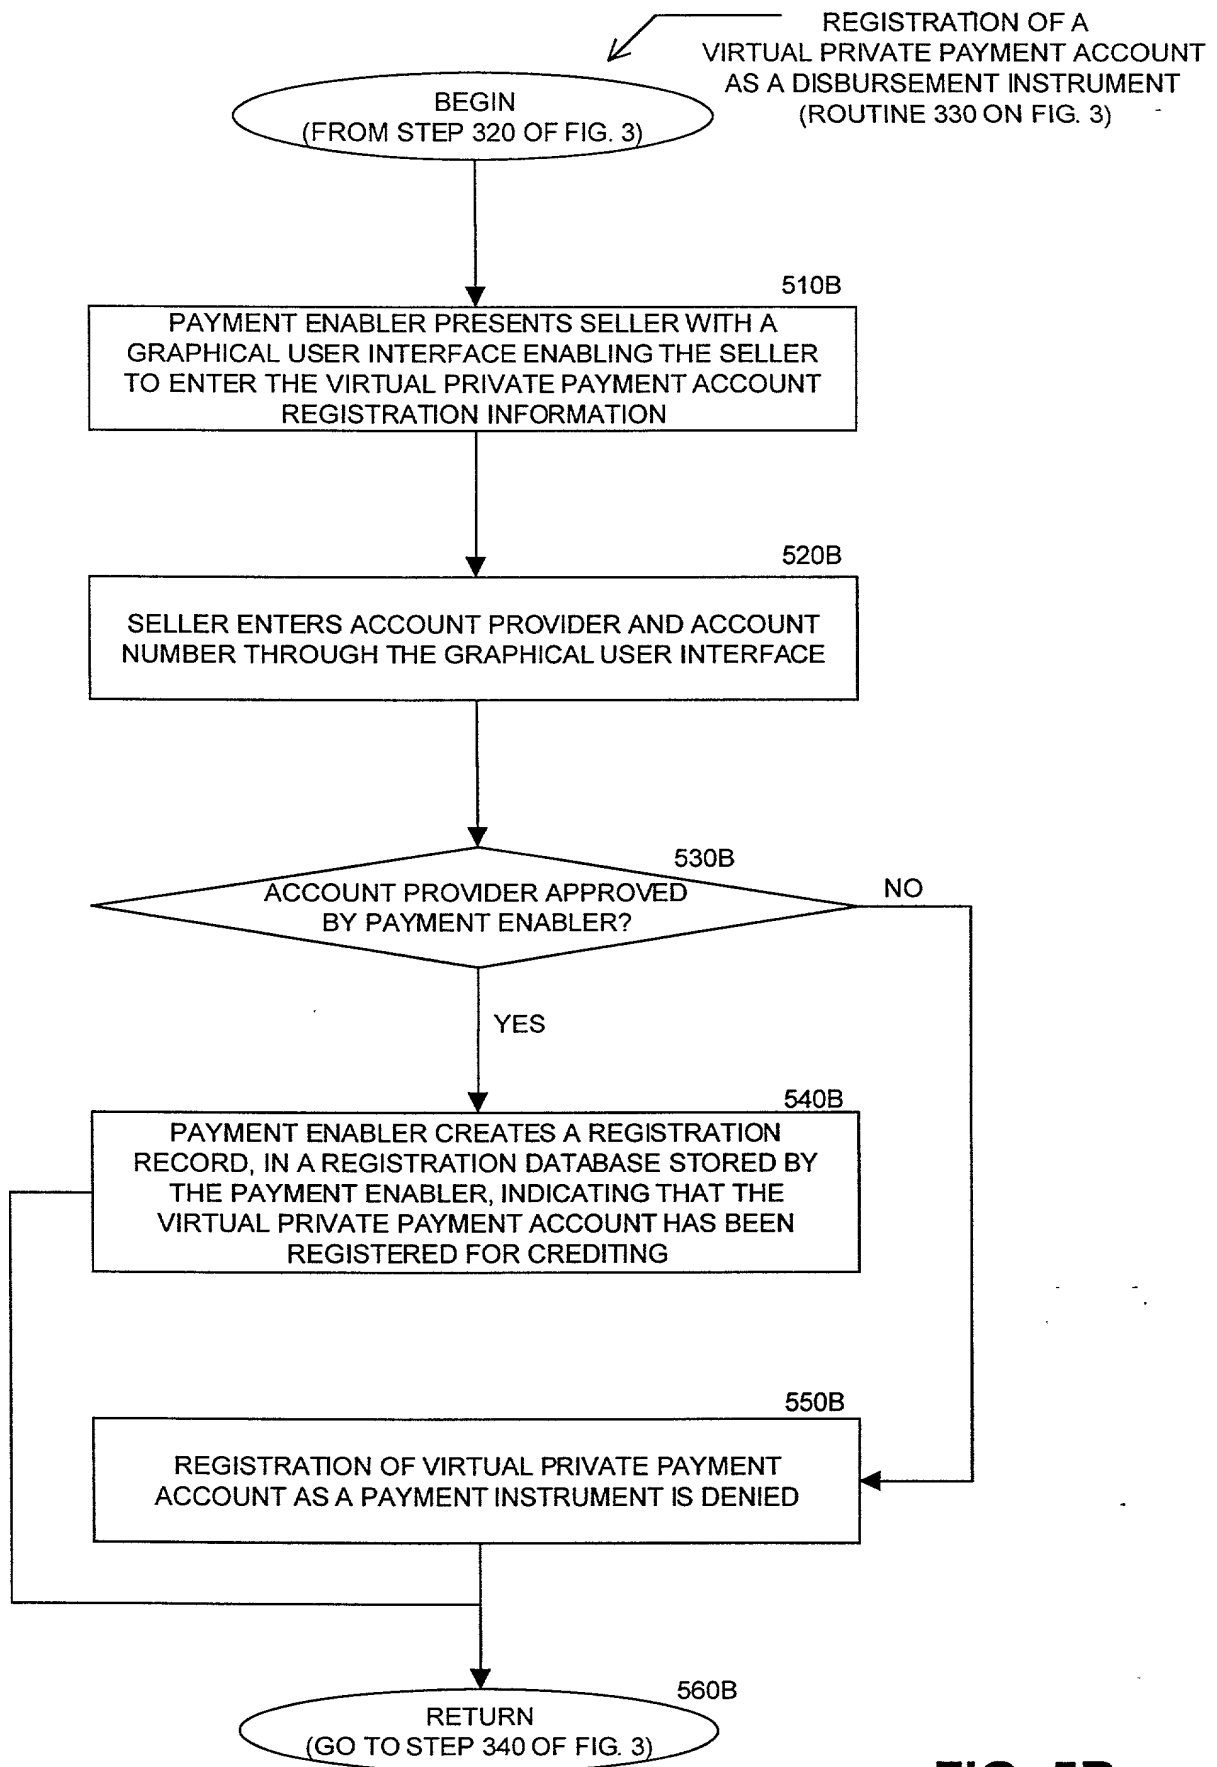 REGISTRATION OF A
VIRTUAL PRIVATE PAYMENT ACCOUNT
AS A DISBURSEMENT INSTRUMENT
(ROUTINE 330 ON FIG. 3)
BEGIN
(FROM STEP 320 OF FIG. 3)
510B
PAYMENT ENABLER PRESENTS SELLER WITH A
GRAPHICAL USER INTERFACE ENABLING THE SELLER
TO ENTER THE VIRTUAL PRIVATE PAYMENT ACCOUNT
REGISTRATION INFORMATION
520B
SELLER ENTERS ACCOUNT PROVIDER AND ACCOUNT
NUMBER THROUGH THE GRAPHICAL USER INTERFACE
530B
ACCOUNT PROVIDER APPROVED
BY PAYMENT ENABLER?
NO
YES
540B
PAYMENT ENABLER CREATES A REGISTRATION
RECORD, IN A REGISTRATION DATABASE STORED BY
THE PAYMENT ENABLER, INDICATING THAT THE
VIRTUAL PRIVATE PAYMENT ACCOUNT HAS BEEN
REGISTERED FOR CREDITING
550B
REGISTRATION OF VIRTUAL PRIVATE PAYMENT
ACCOUNT AS A PAYMENT INSTRUMENT IS DENIED
560B
RETURN
(GO TO STEP 340 OF FIG. 3)